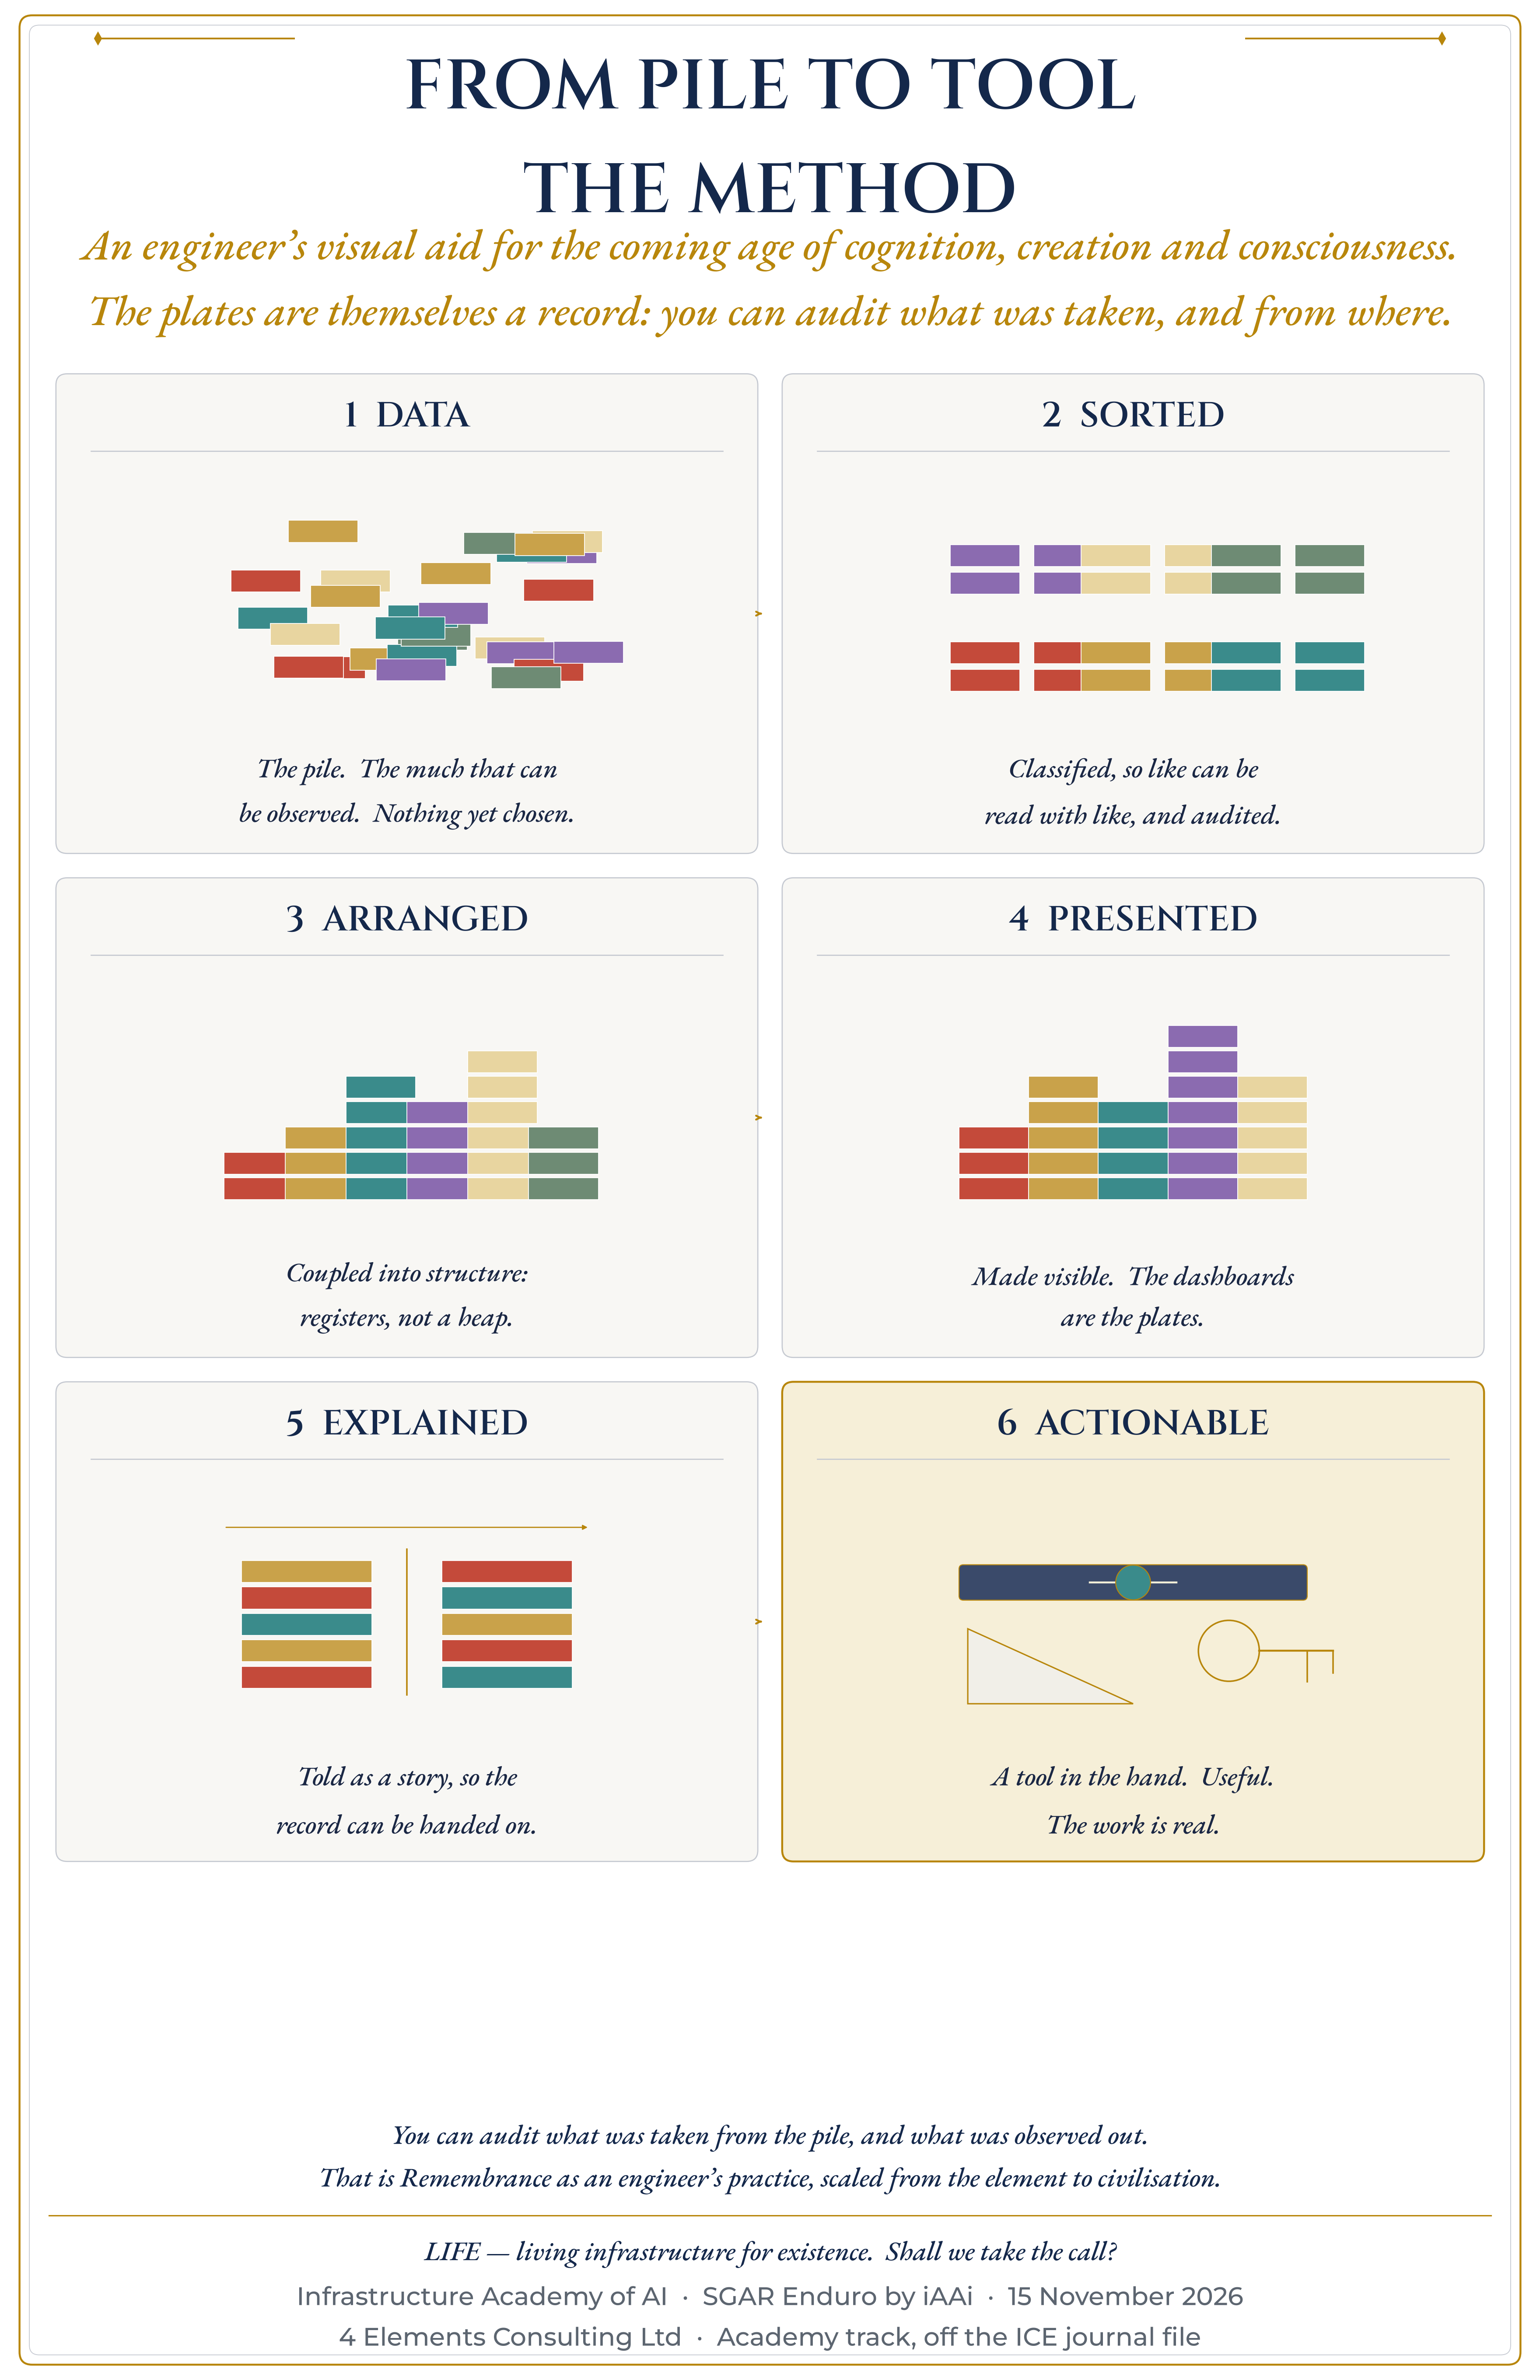 FROM PILE TO TOOL
THE METHOD
An engineer’s visual aid for the coming age of cognition, creation and consciousness.
The plates are themselves a record: you can audit what was taken, and from where.
1 DATA
The pile. The much that can
be observed. Nothing yet chosen.
2 SORTED
Classified, so like can be
read with like, and audited.
3 ARRANGED
Coupled into structure:
registers, not a heap.
4 PRESENTED
Made visible. The dashboards
are the plates.
5 EXPLAINED
Told as a story, so the
record can be handed on.
6 ACTIONABLE
A tool in the hand. Useful.
The work is real.
You can audit what was taken from the pile, and what was observed out.
That is Remembrance as an engineer’s practice, scaled from the element to civilisation.
LIFE — living infrastructure for existence. Shall we take the call?
Infrastructure Academy of AI · SGAR Enduro by iAAi · 15 November 2026
4 Elements Consulting Ltd · Academy track, off the ICE journal file